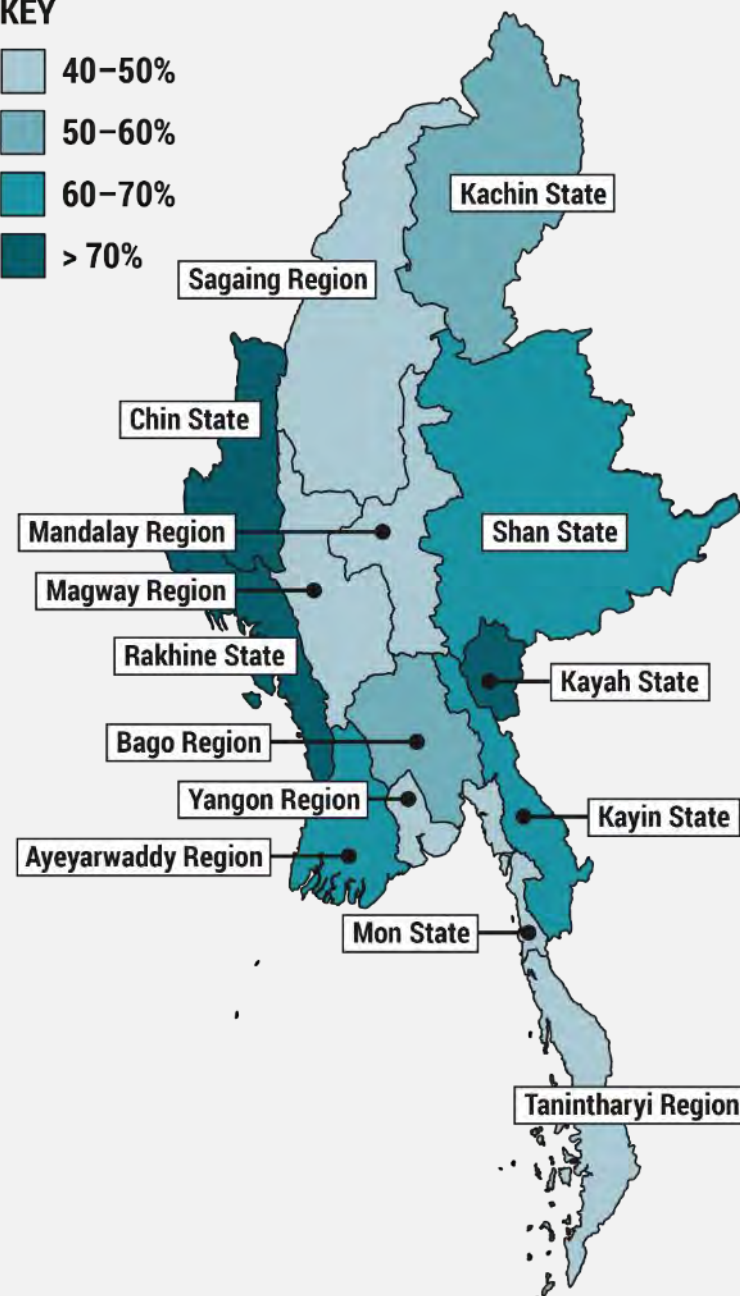 KEY
40–50%
50–60%
60–70%
> 70%
Kachin State
Sagaing Region
Chin State
Mandalay Region
Shan State
Magway Region
Rakhine State
Kayah State
Bago Region
Yangon Region
Kayin State
Ayeyarwaddy Region
Mon State
Tanintharyi Region